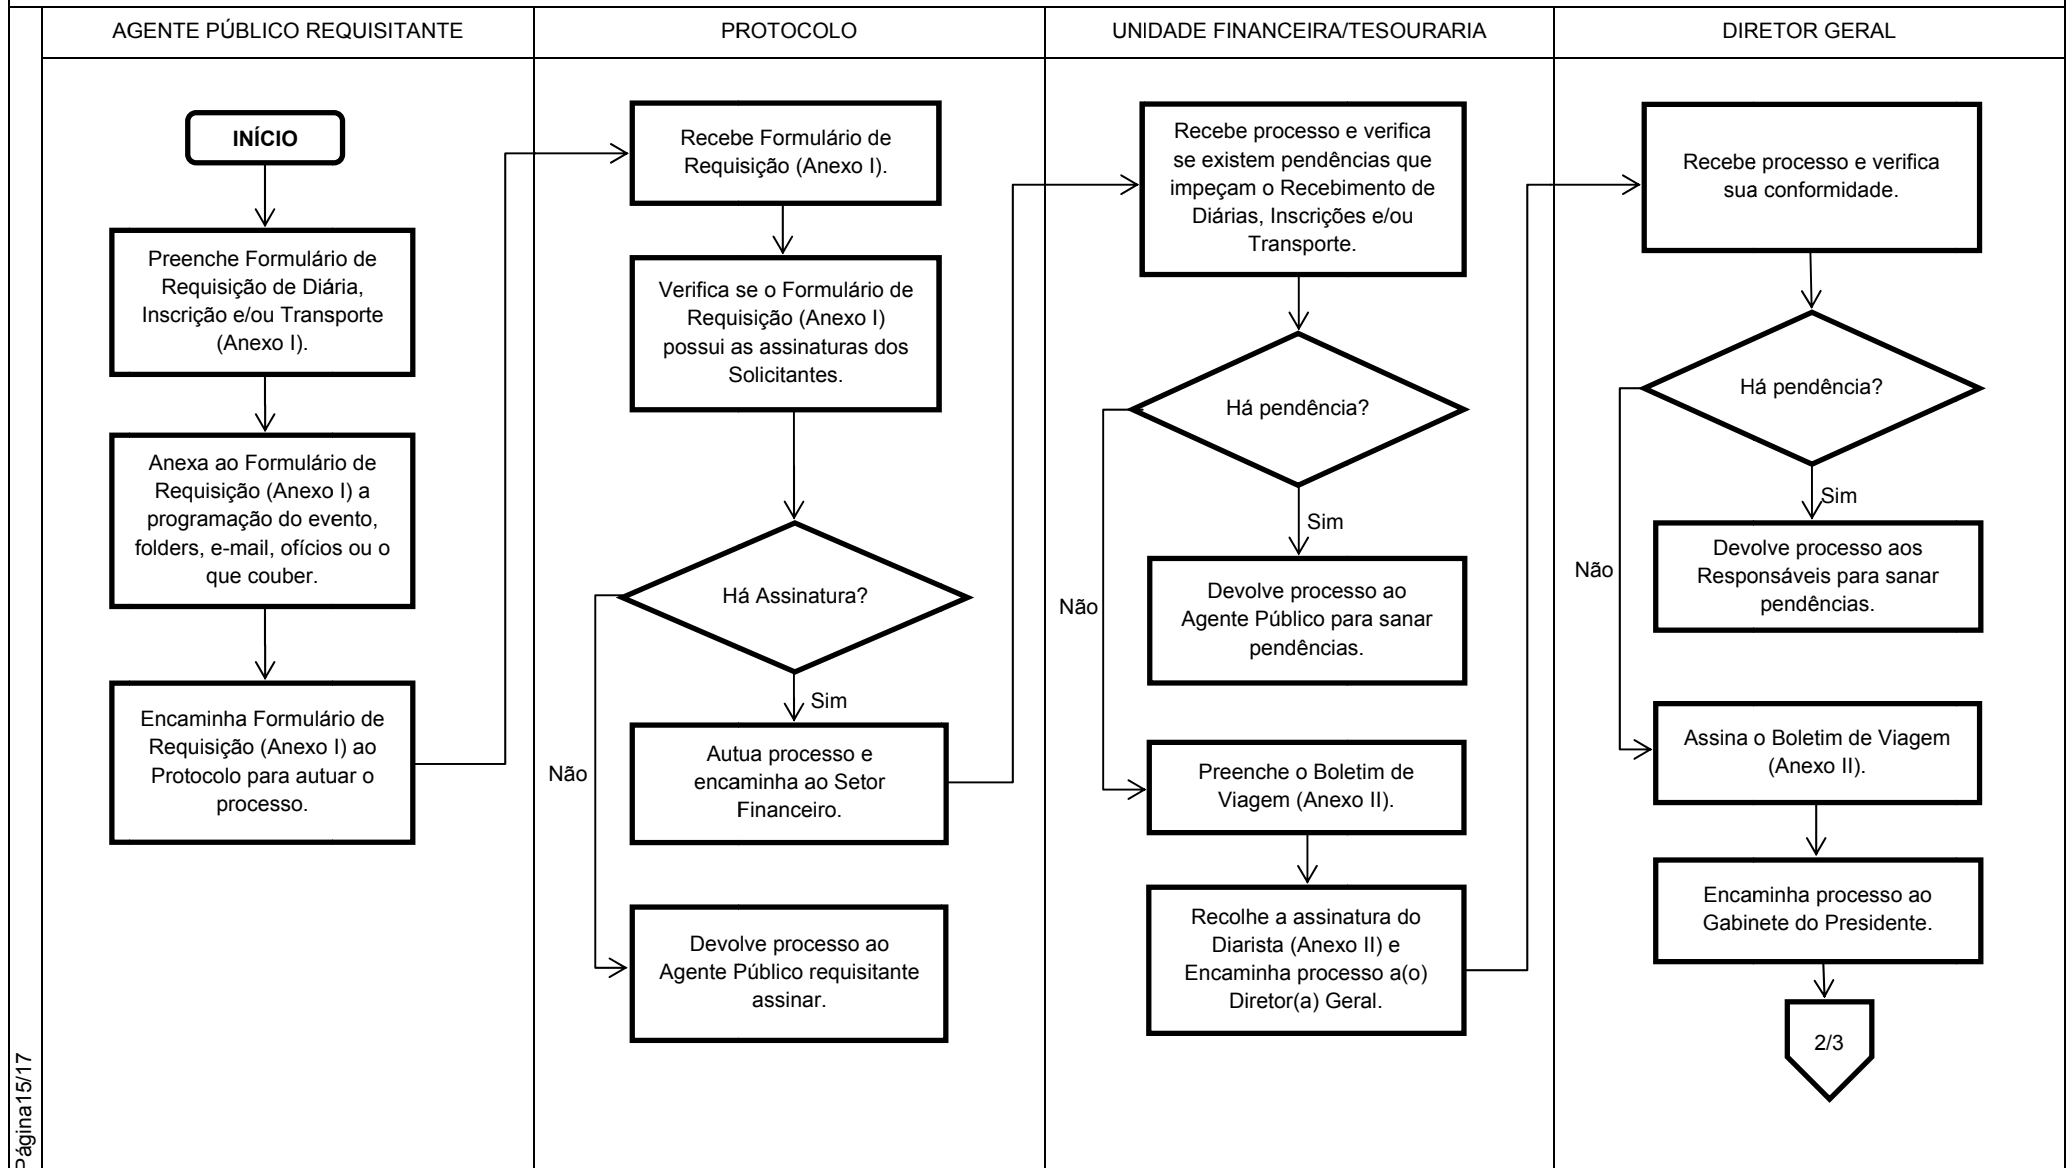 AGENTE PÚBLICO REQUISITANTE
PROTOCOLO
UNIDADE FINANCEIRA/TESOURARIA
DIRETOR GERAL
INÍCIO
Preenche Formulário de
Requisição de Diária,
Inscrição e/ou Transporte
(Anexo I).
Anexa ao Formulário de
Requisição (Anexo I) a
programação do evento,
folders, e-mail, ofícios ou o
que couber.
Encaminha Formulário de
Requisição (Anexo I) ao
Protocolo para autuar o
processo.
Recebe Formulário de
Requisição (Anexo I).
Verifica se o Formulário de
Requisição (Anexo I)
possui as assinaturas dos
Solicitantes.
Há Assinatura?
Sim
Não
Autua processo e
encaminha ao Setor
Financeiro.
Devolve processo ao
Agente Público requisitante
assinar.
Recebe processo e verifica
se existem pendências que
impeçam o Recebimento de
Diárias, Inscrições e/ou
Transporte.
Há pendência?
Sim
Não
Devolve processo ao
Agente Público para sanar
pendências.
Preenche o Boletim de
Viagem (Anexo II).
Recolhe a assinatura do
Diarista (Anexo II) e
Encaminha processo a(o)
Diretor(a) Geral.
Recebe processo e verifica
sua conformidade.
Há pendência?
Sim
Não
Devolve processo aos
Responsáveis para sanar
pendências.
Assina o Boletim de Viagem
(Anexo II).
Encaminha processo ao
Gabinete do Presidente.
2/3
Página15/17